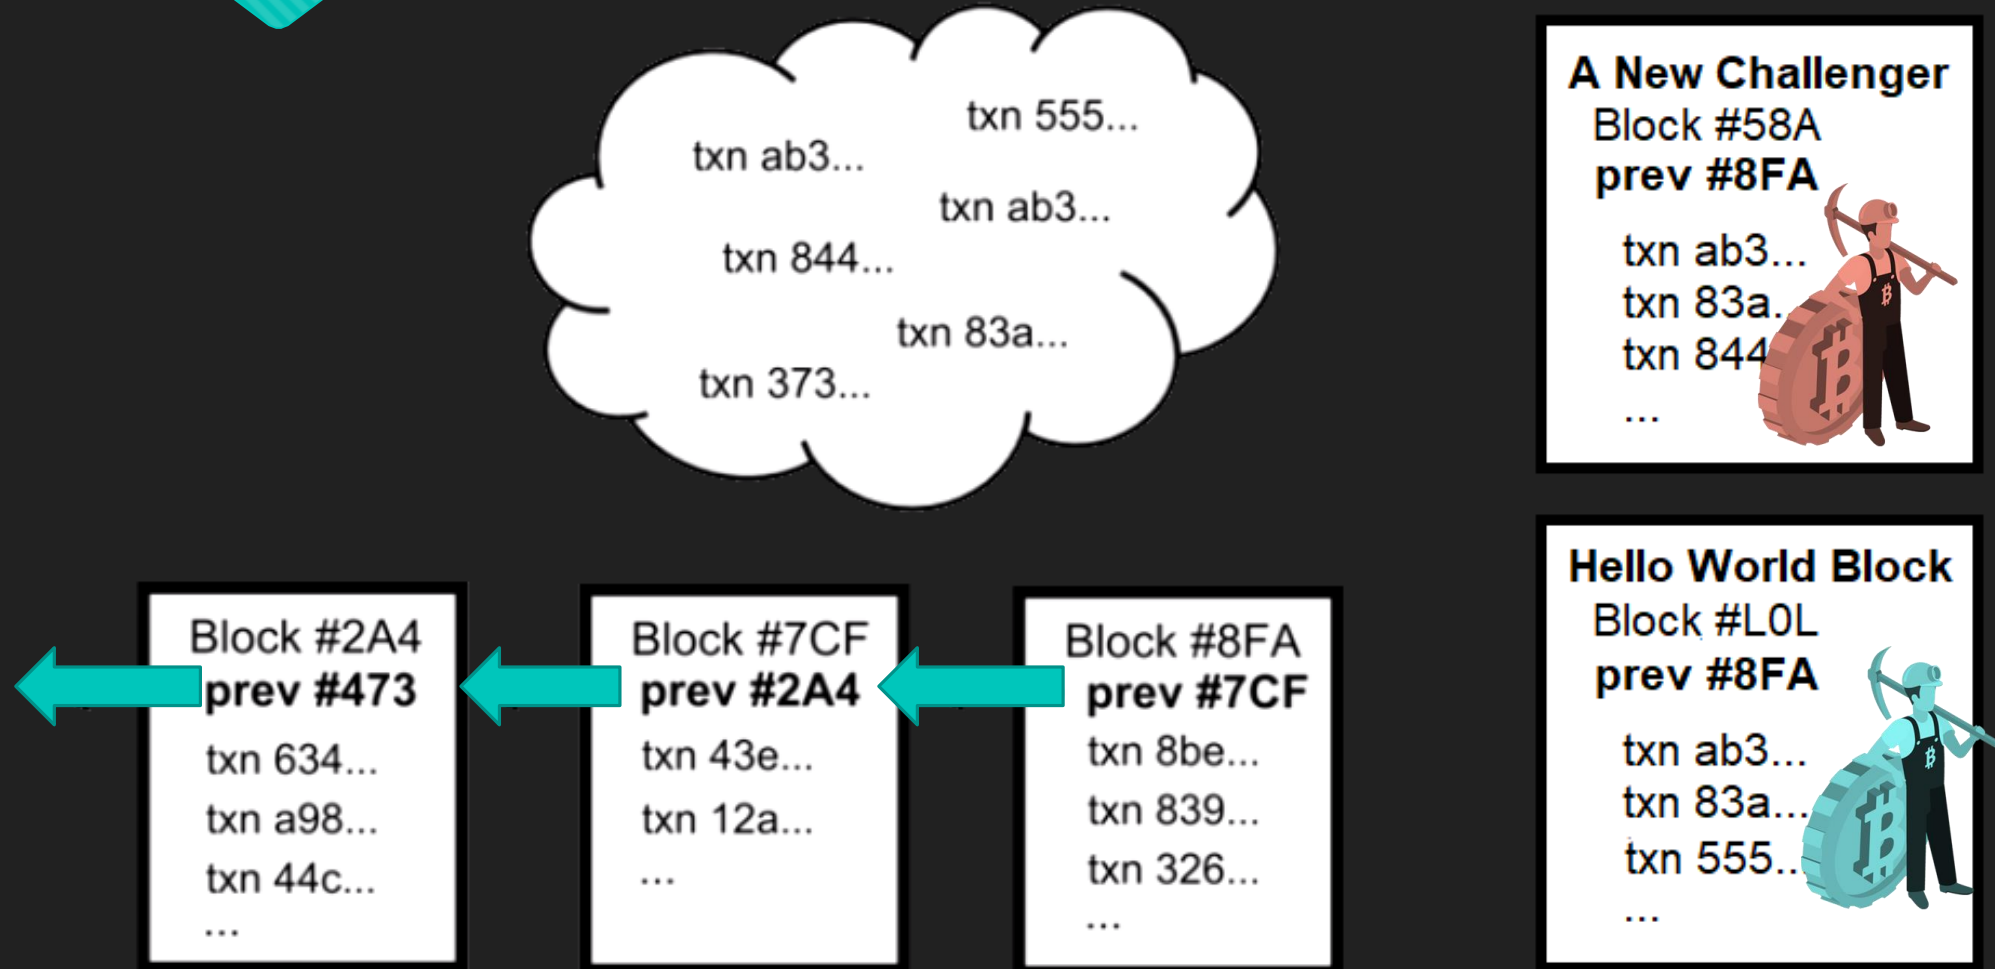 txn 555...
txn ab3...
txn ab3...
txn 844...
txn 83a...
txn 373...
A New Challenger
Block #58A
prev #8FA
txn ab3...
txn 83a.
txn 844
...
Block #2A4
prev #473
txn 634...
txn a98...
txn 44c...
...
Block #7CF
prev #2A4
txn 43e...
txn 12a...
...
Block #8FA
prev #7CF
txn 8be...
txn 839...
txn 326...
...
Hello World Block
Block #L0L
prev #8FA
txn ab3...
txn 83a...
txn 555..
...